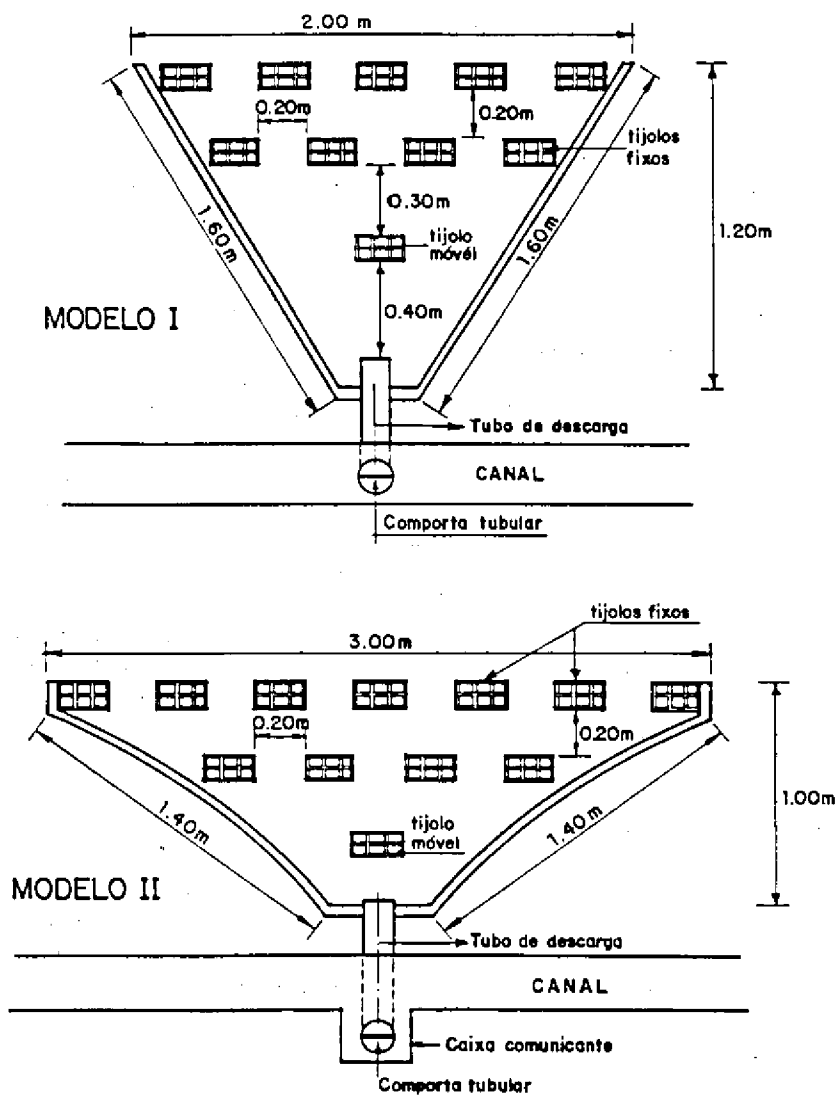 2.00 m
0.20m
0.20m
tijolos
fixos
0.30m
1.60m
1.60m
1.20m
tijolo
móvél
0.40m
MODELO I
Tubo de descarga
CANAL
Comporta tubular
tijolos fixos
3.00m
0.20m
0.20m
1.00m
1.40m
tijolo
móvel
1.40m
MODELO II
Tubo de descarga
CANAL
Caixa comunicante
Comporta tubular